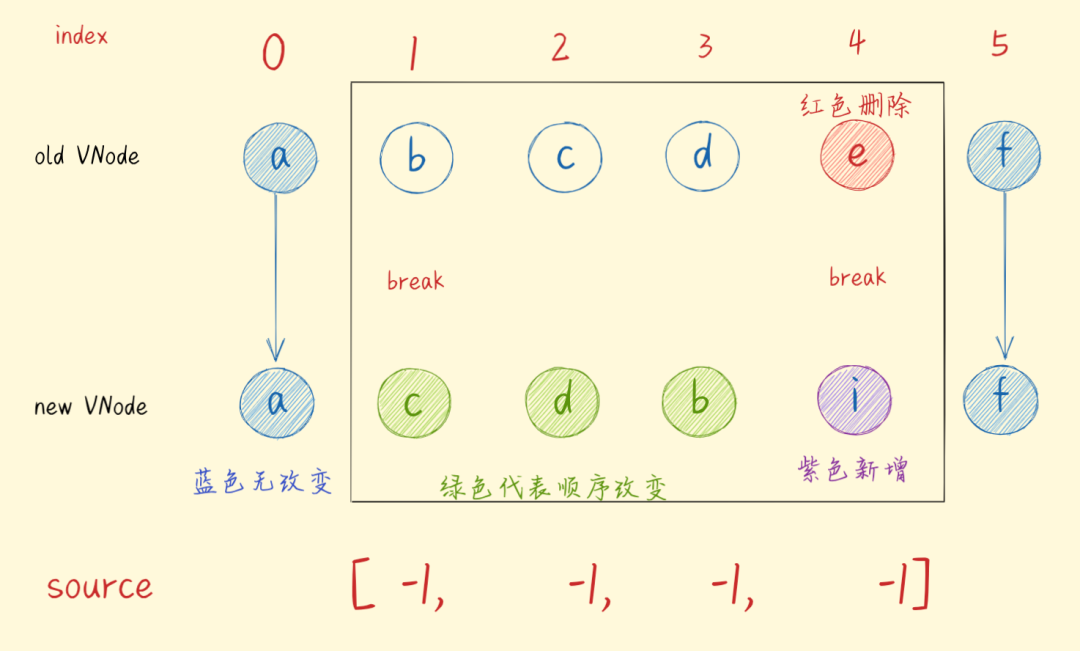 index 0 1 2 3 4 5
红色删除
old VNode a b c d e f
break break
new VNode a c d b i f
蓝色无改变 绿色代表顺序改变 紫色新增
source [ -1, -1, -1, -1]